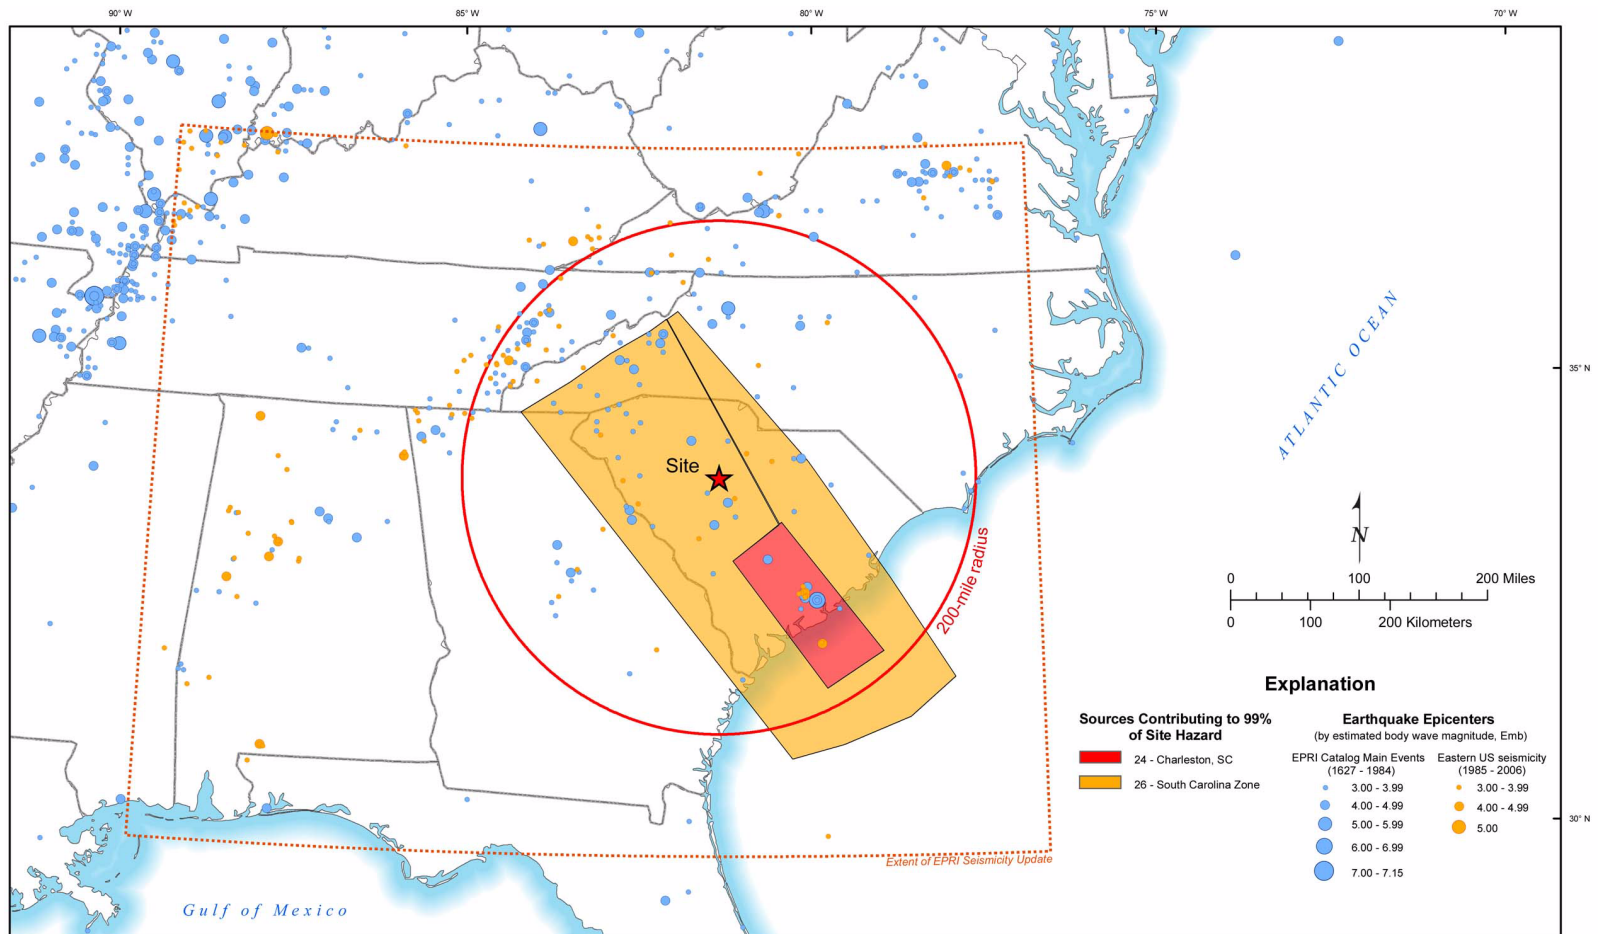 90° W
85° W
80° W
75° W
70° W
35° N
30° N
ATLANTIC OCEAN
Site
200-mile radius
N
0 100 200 Miles
0 100 200 Kilometers
Extent of EPRI Seismicity Update
Gulf of Mexico
Explanation
Sources Contributing to 99%
of Site Hazard
24 - Charleston, SC
26 - South Carolina Zone
Earthquake Epicenters
(by estimated body wave magnitude, Emb)
EPRI Catalog Main Events
(1627 - 1984)
3.00 - 3.99
4.00 - 4.99
5.00 - 5.99
6.00 - 6.99
7.00 - 7.15
Eastern US seismicity
(1985 - 2006)
3.00 - 3.99
4.00 - 4.99
5.00